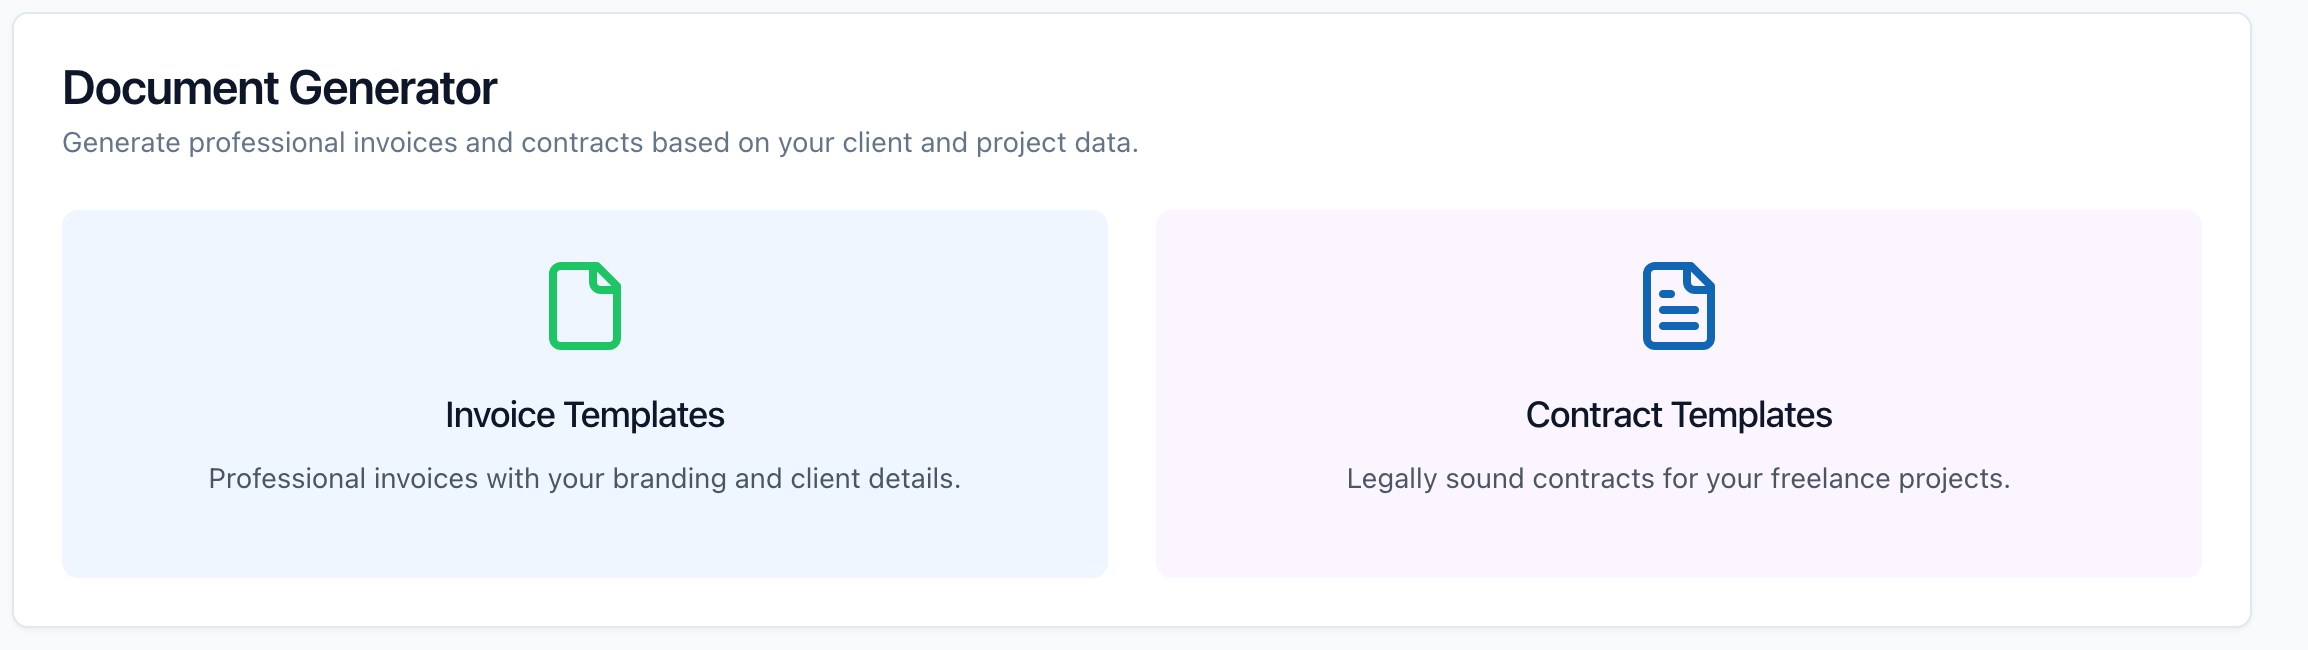 Document Generator
Generate professional invoices and contracts based on your client and project data.
Invoice Templates
Professional invoices with your branding and client details.
Contract Templates
Legally sound contracts for your freelance projects.